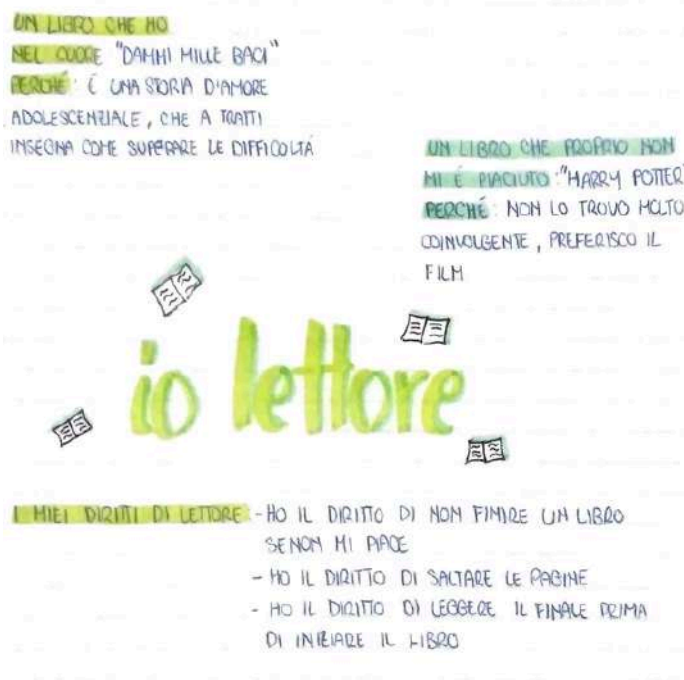 UN LIBRO CHE HO
NEL CUORE "DAMMI MILLE BACI"
PERCHÉ: É UNA STORIA D'AMORE
ADOLESCENZIALE, CHE A TRATTI
INSEGNA COME SUPERARE LE DIFFICOLTÁ
UN LIBRO CHE PROPRIO NON
MI É PIACIUTO: "HARRY POTTER"
PERCHÉ: NON LO TROVO MOLTO
COINVOLGENTE, PREFERISCO IL
FILM
io lettore
I MIEI DIRITTI DI LETTORE - HO IL DIRITTO DI NON FINIRE UN LIBRO
SE NON MI PIACE
- HO IL DIRITTO DI SALTARE LE PAGINE
- HO IL DIRITTO DI LEGGERE IL FINALE PRIMA
DI INIZIARE IL LIBRO